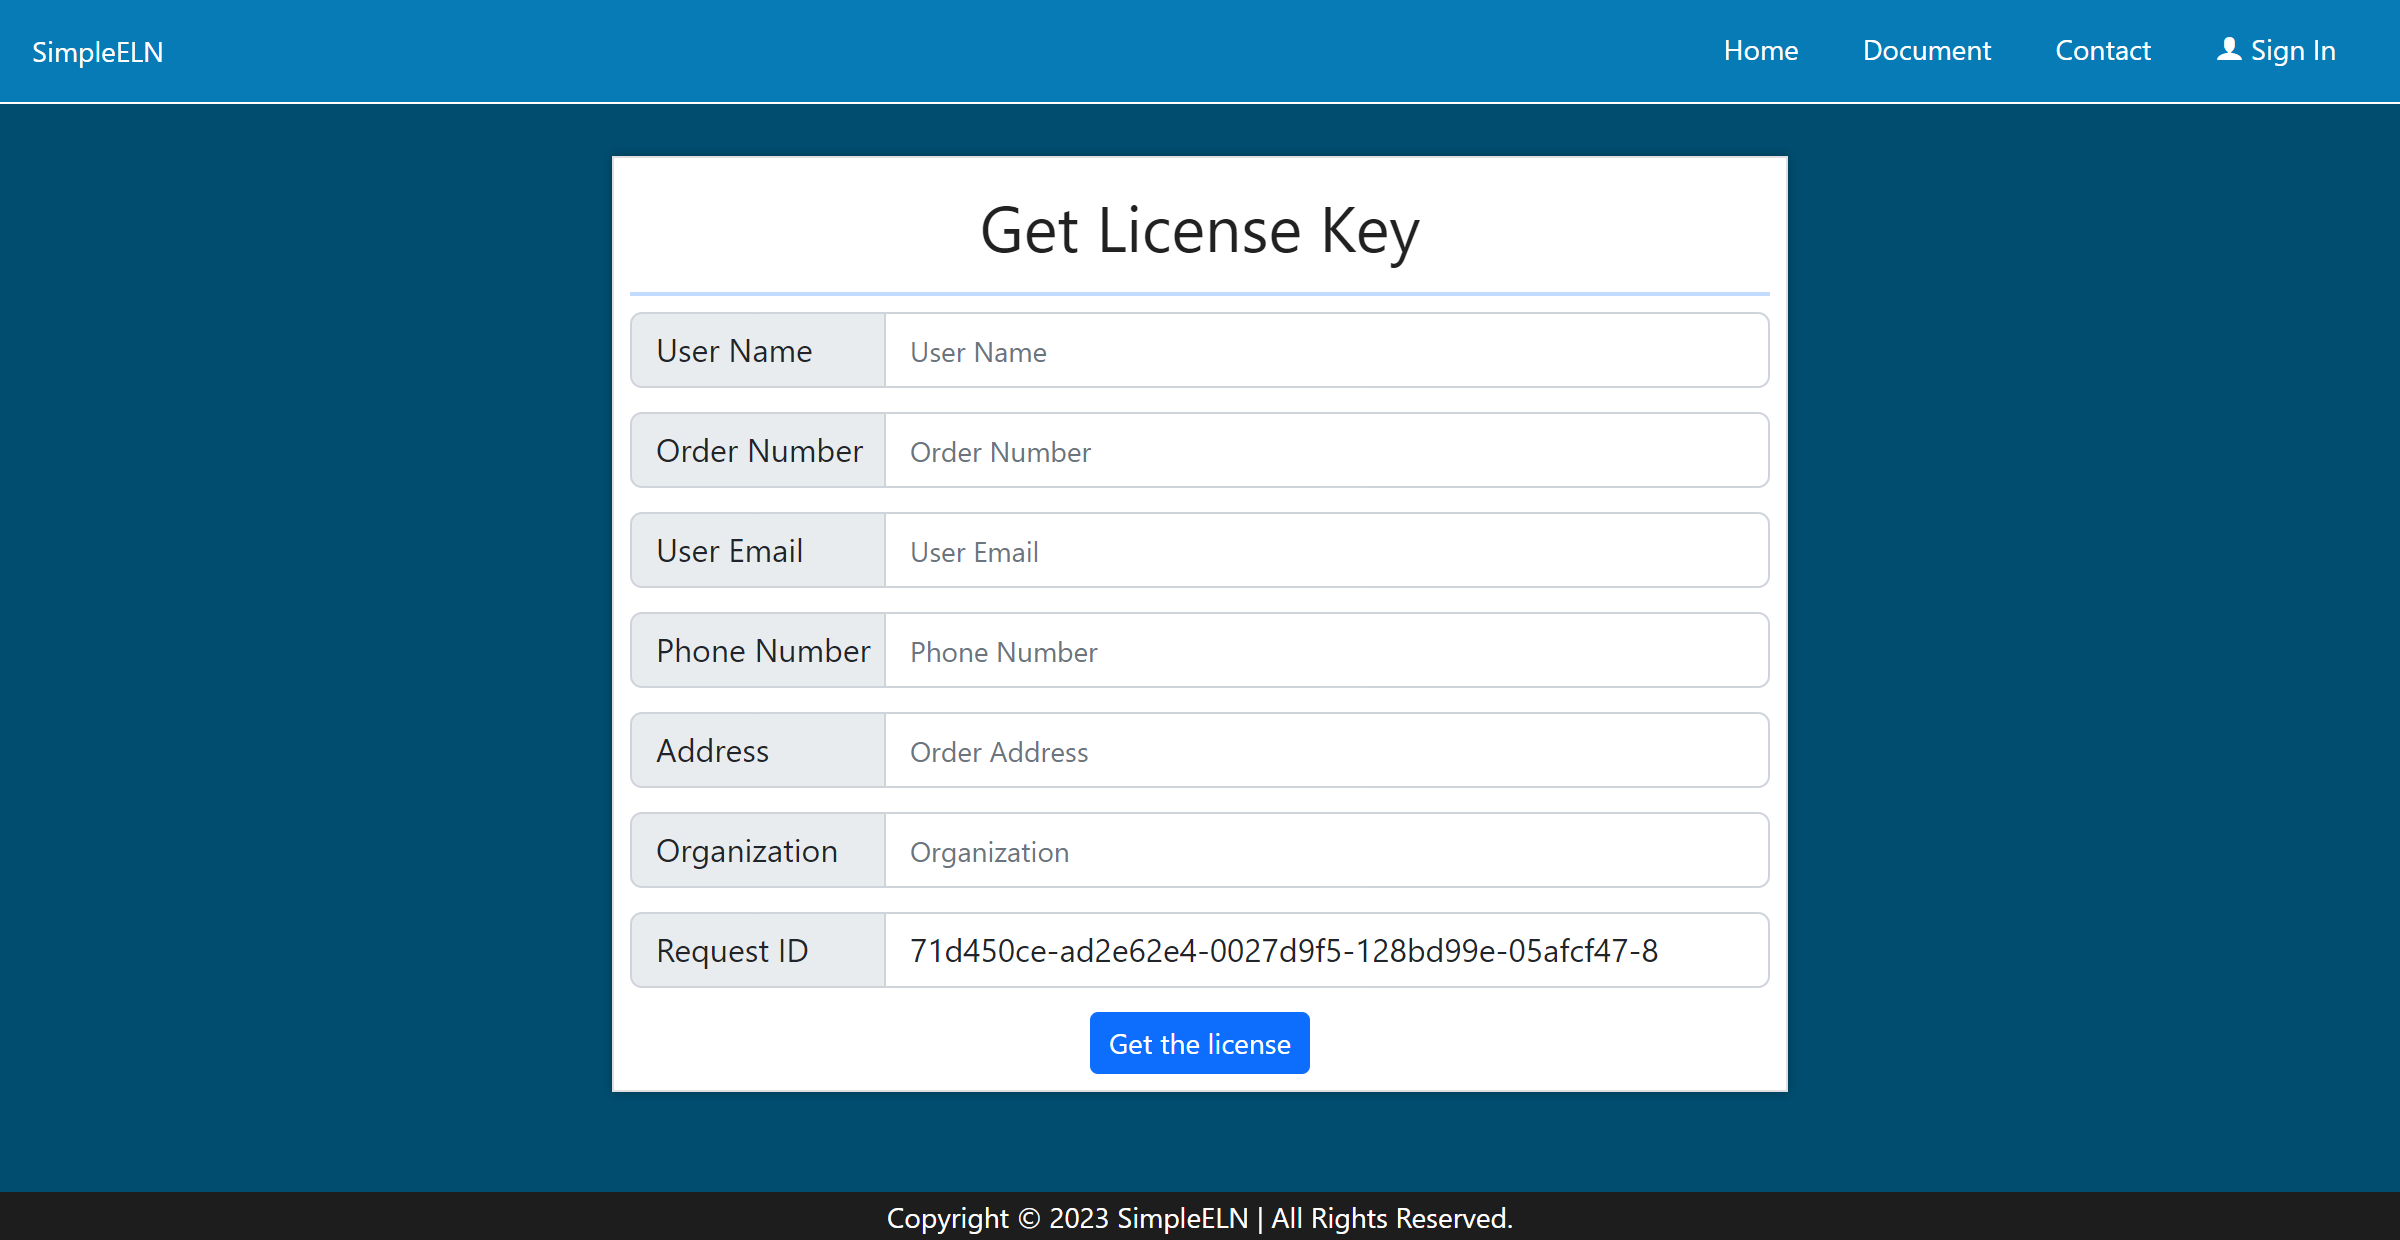 SimpleELN
Home Document Contact Sign In
Get License Key
User Name User Name
Order Number Order Number
User Email User Email
Phone Number Phone Number
Address Order Address
Organization Organization
Request ID 71d450ce-ad2e62e4-0027d9f5-128bd99e-05afcf47-8
Get the license
Copyright © 2023 SimpleELN | All Rights Reserved.